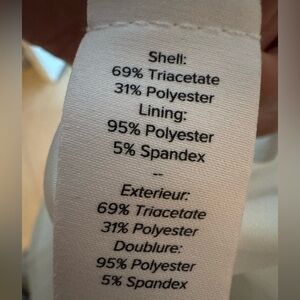 Shell:
69% Triacetate
31% Polyester
Lining:
95% Polyester
5% Spandex
--
Exterieur:
69% Triacetate
31% Polyester
Doublure:
95% Polyester
5% Spandex